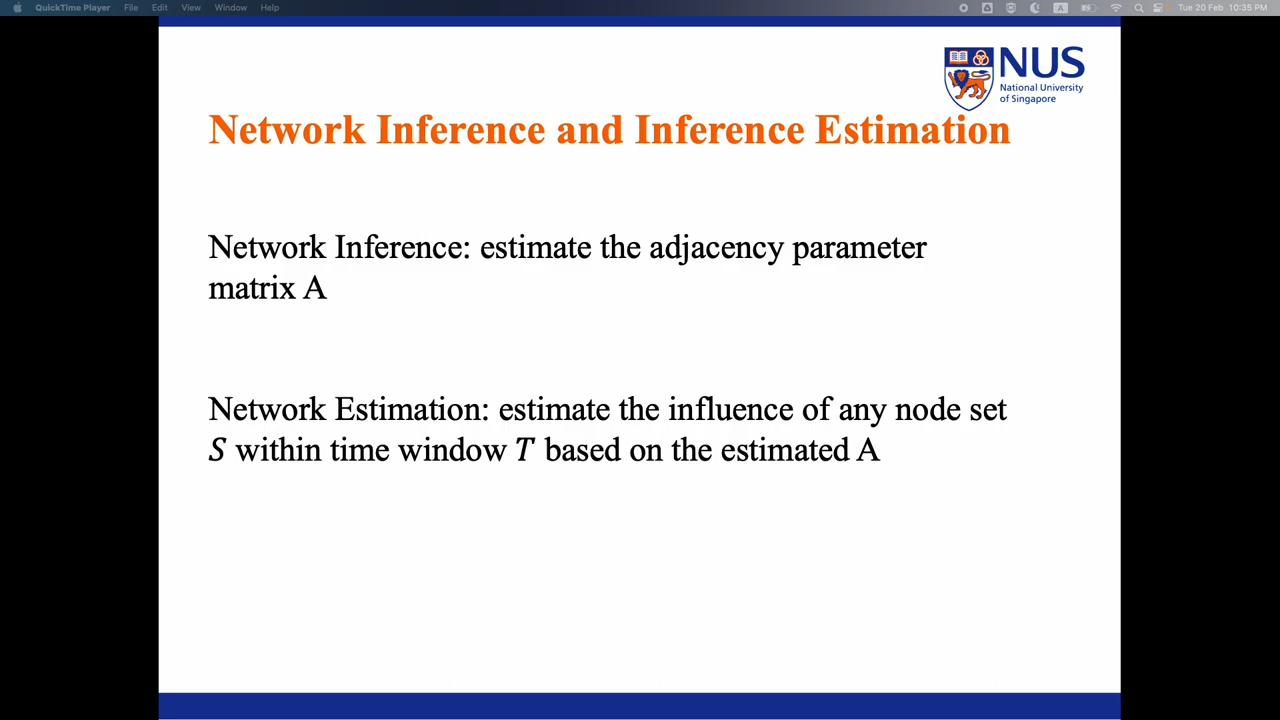 QuickTime Player File Edit View Window Help
A
Tue 20 Feb 10:35 PM
NUS
National University
of Singapore
Network Inference and Inference Estimation
Network Inference: estimate the adjacency parameter
matrix A
Network Estimation: estimate the influence of any node set
S within time window T based on the estimated A